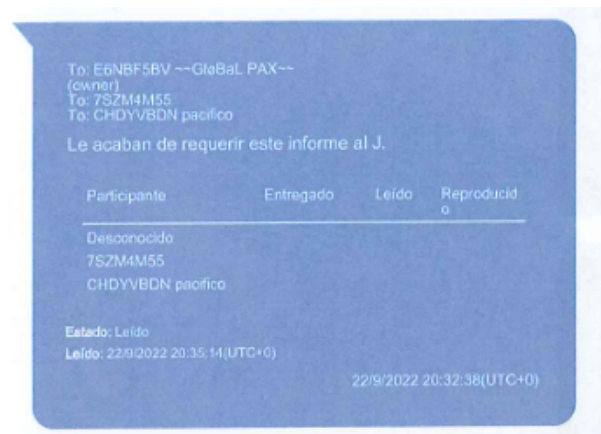 To: E6NBF5BV ~~GløBaL PAX~~
(owner)
To: 7SZM4M55
To: CHDYVBDN pacifico
Le acaban de requerir este informe al J.
Participante Entregado Leído Reproducid
o
Desconocido
7SZM4M55
CHDYVBDN pacifico
Estado: Leído
Leído: 22/9/2022 20:35:14(UTC+0)
22/9/2022 20:32:38(UTC+0)